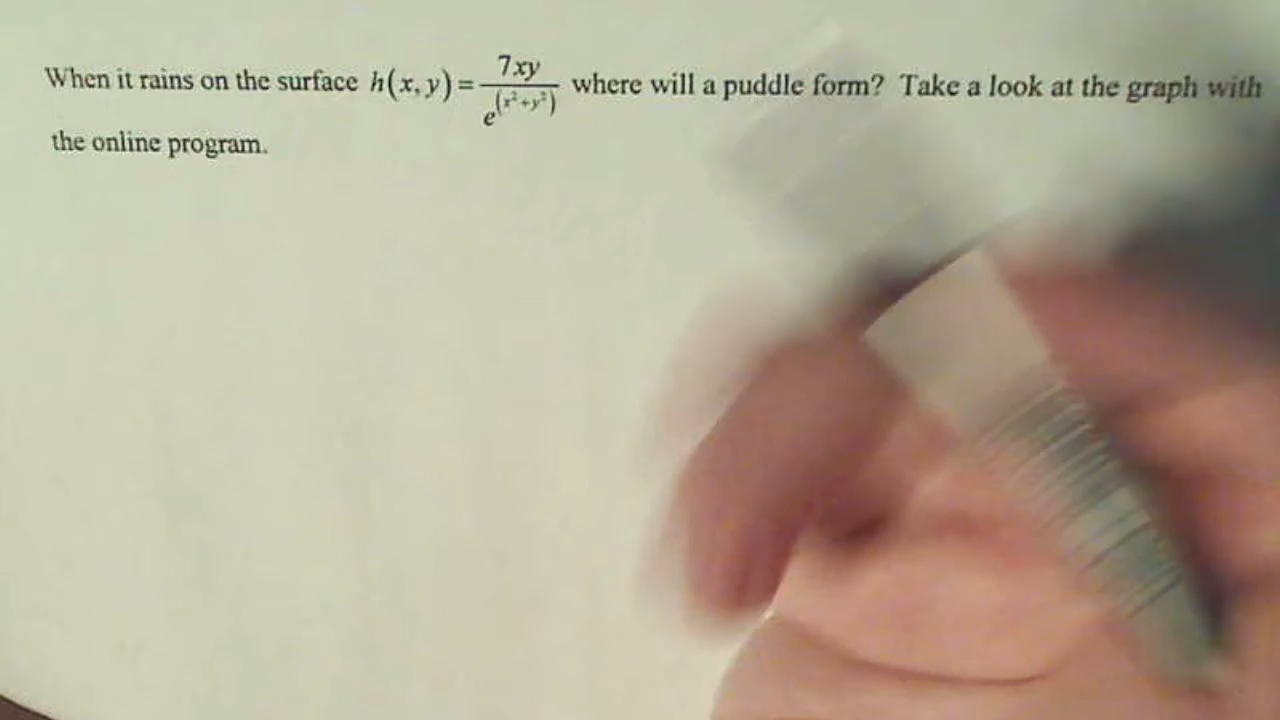 When it rains on the surface h(x, y) = 7xy / e^(x²+y²) where will a puddle form? Take a look at the graph with
the online program.